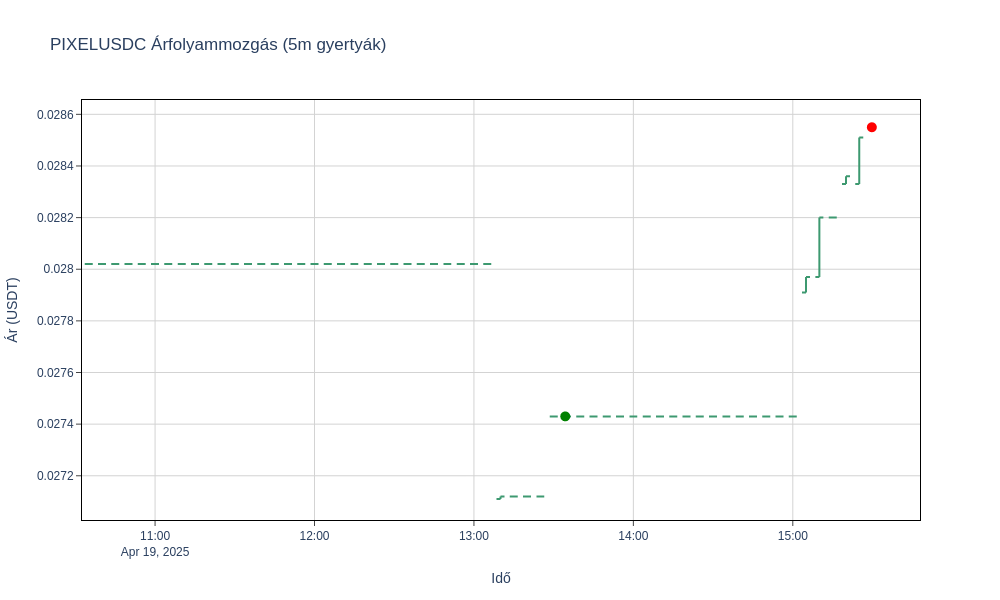 PIXELUSDC Árfolyammozgás (5m gyertyák)
Ár (USDT)
0.0286
0.0284
0.0282
0.028
0.0278
0.0276
0.0274
0.0272
11:00 12:00 13:00 14:00 15:00
Apr 19, 2025
Idő